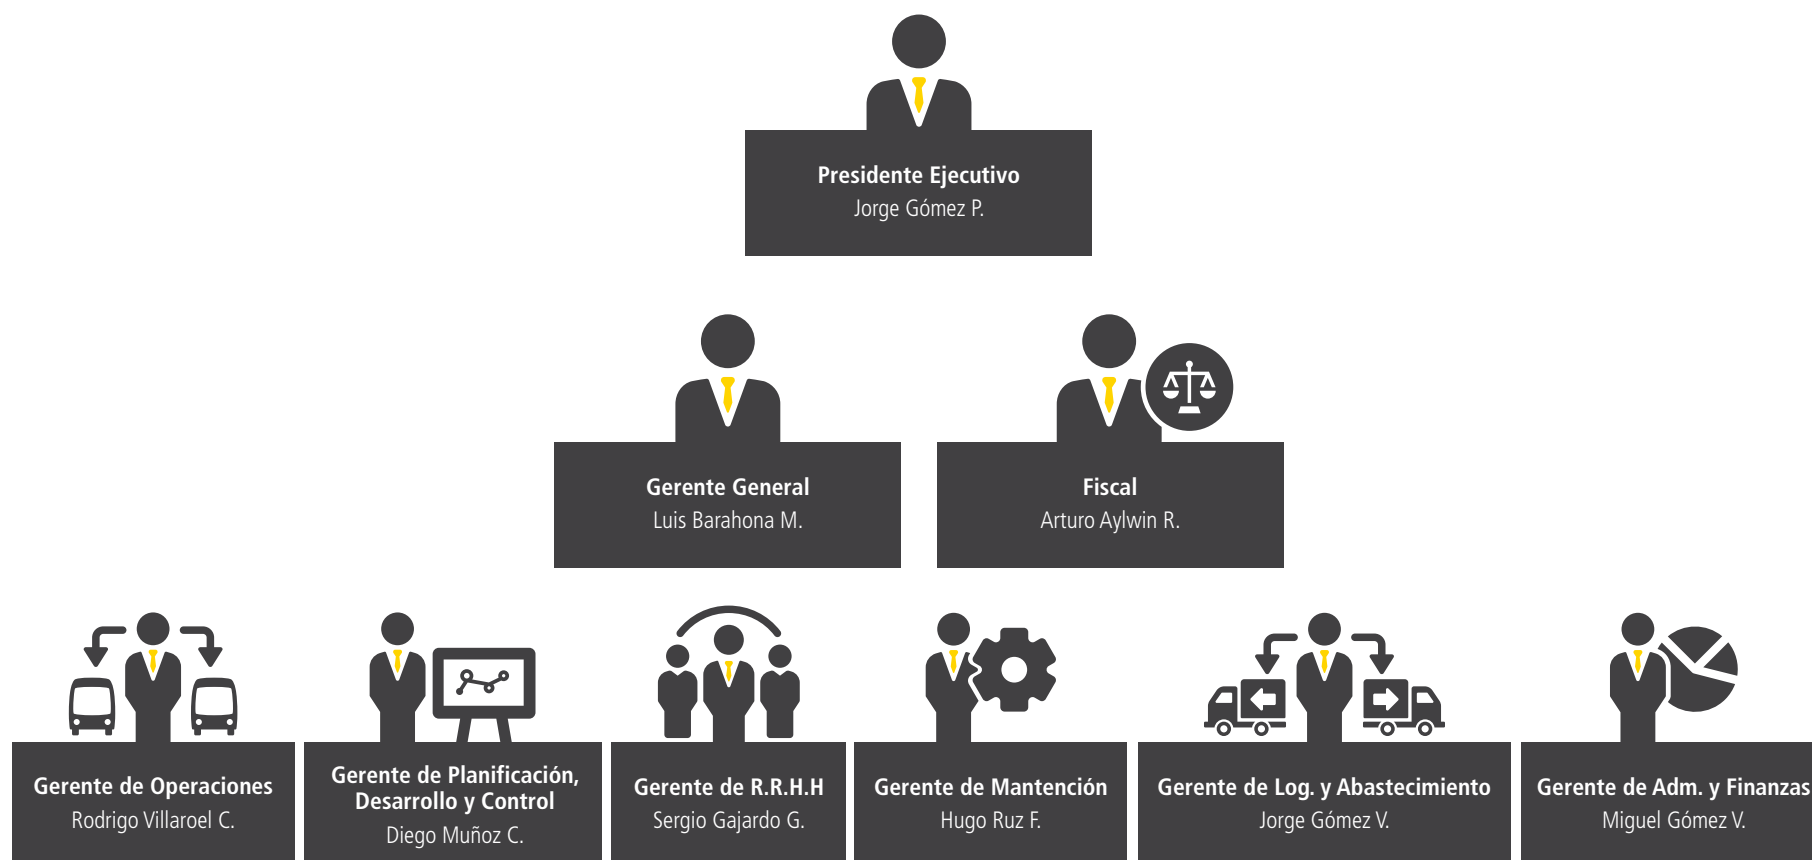 Presidente Ejecutivo
Jorge Gómez P.
Gerente General
Luis Barahona M.
Fiscal
Arturo Aylwin R.
Gerente de Operaciones
Rodrigo Villaroel C.
Gerente de Planificación,
Desarrollo y Control
Diego Muñoz C.
Gerente de R.R.H.H
Sergio Gajardo G.
Gerente de Mantención
Hugo Ruz F.
Gerente de Log. y Abastecimiento
Jorge Gómez V.
Gerente de Adm. y Finanzas
Miguel Gómez V.